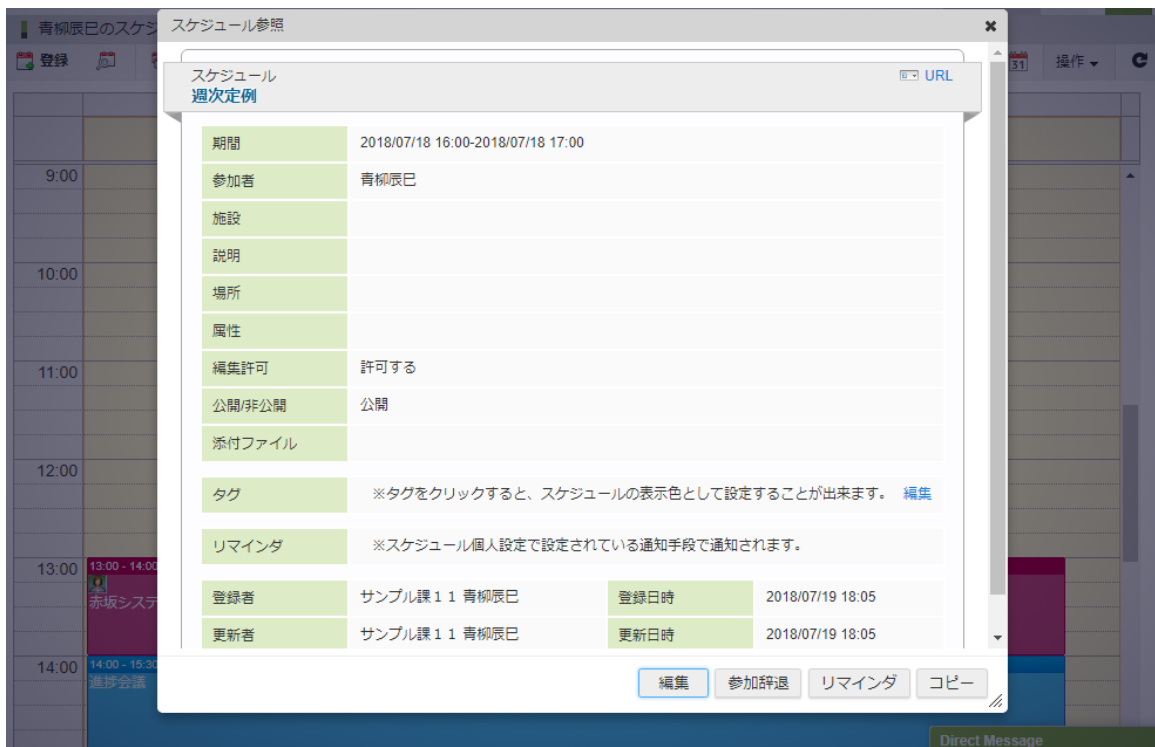 青柳辰巳のスケジ
スケジュール参照
登録
31
操作
スケジュール
URL
週次定例
期間 2018/07/18 16:00-2018/07/18 17:00
参加者 青柳辰巳
施設
説明
場所
属性
編集許可 許可する
公開/非公開 公開
添付ファイル
タグ ※タグをクリックすると、スケジュールの表示色として設定することが出来ます。 編集
リマインダ ※スケジュール個人設定で設定されている通知手段で通知されます。
登録者 サンプル課11 青柳辰巳 登録日時 2018/07/19 18:05
更新者 サンプル課11 青柳辰巳 更新日時 2018/07/19 18:05
編集 参加辞退 リマインダ コピー
9:00
10:00
11:00
12:00
13:00
13:00 - 14:00
赤坂システ
14:00
14:00 - 15:30
進捗会議
Direct Message